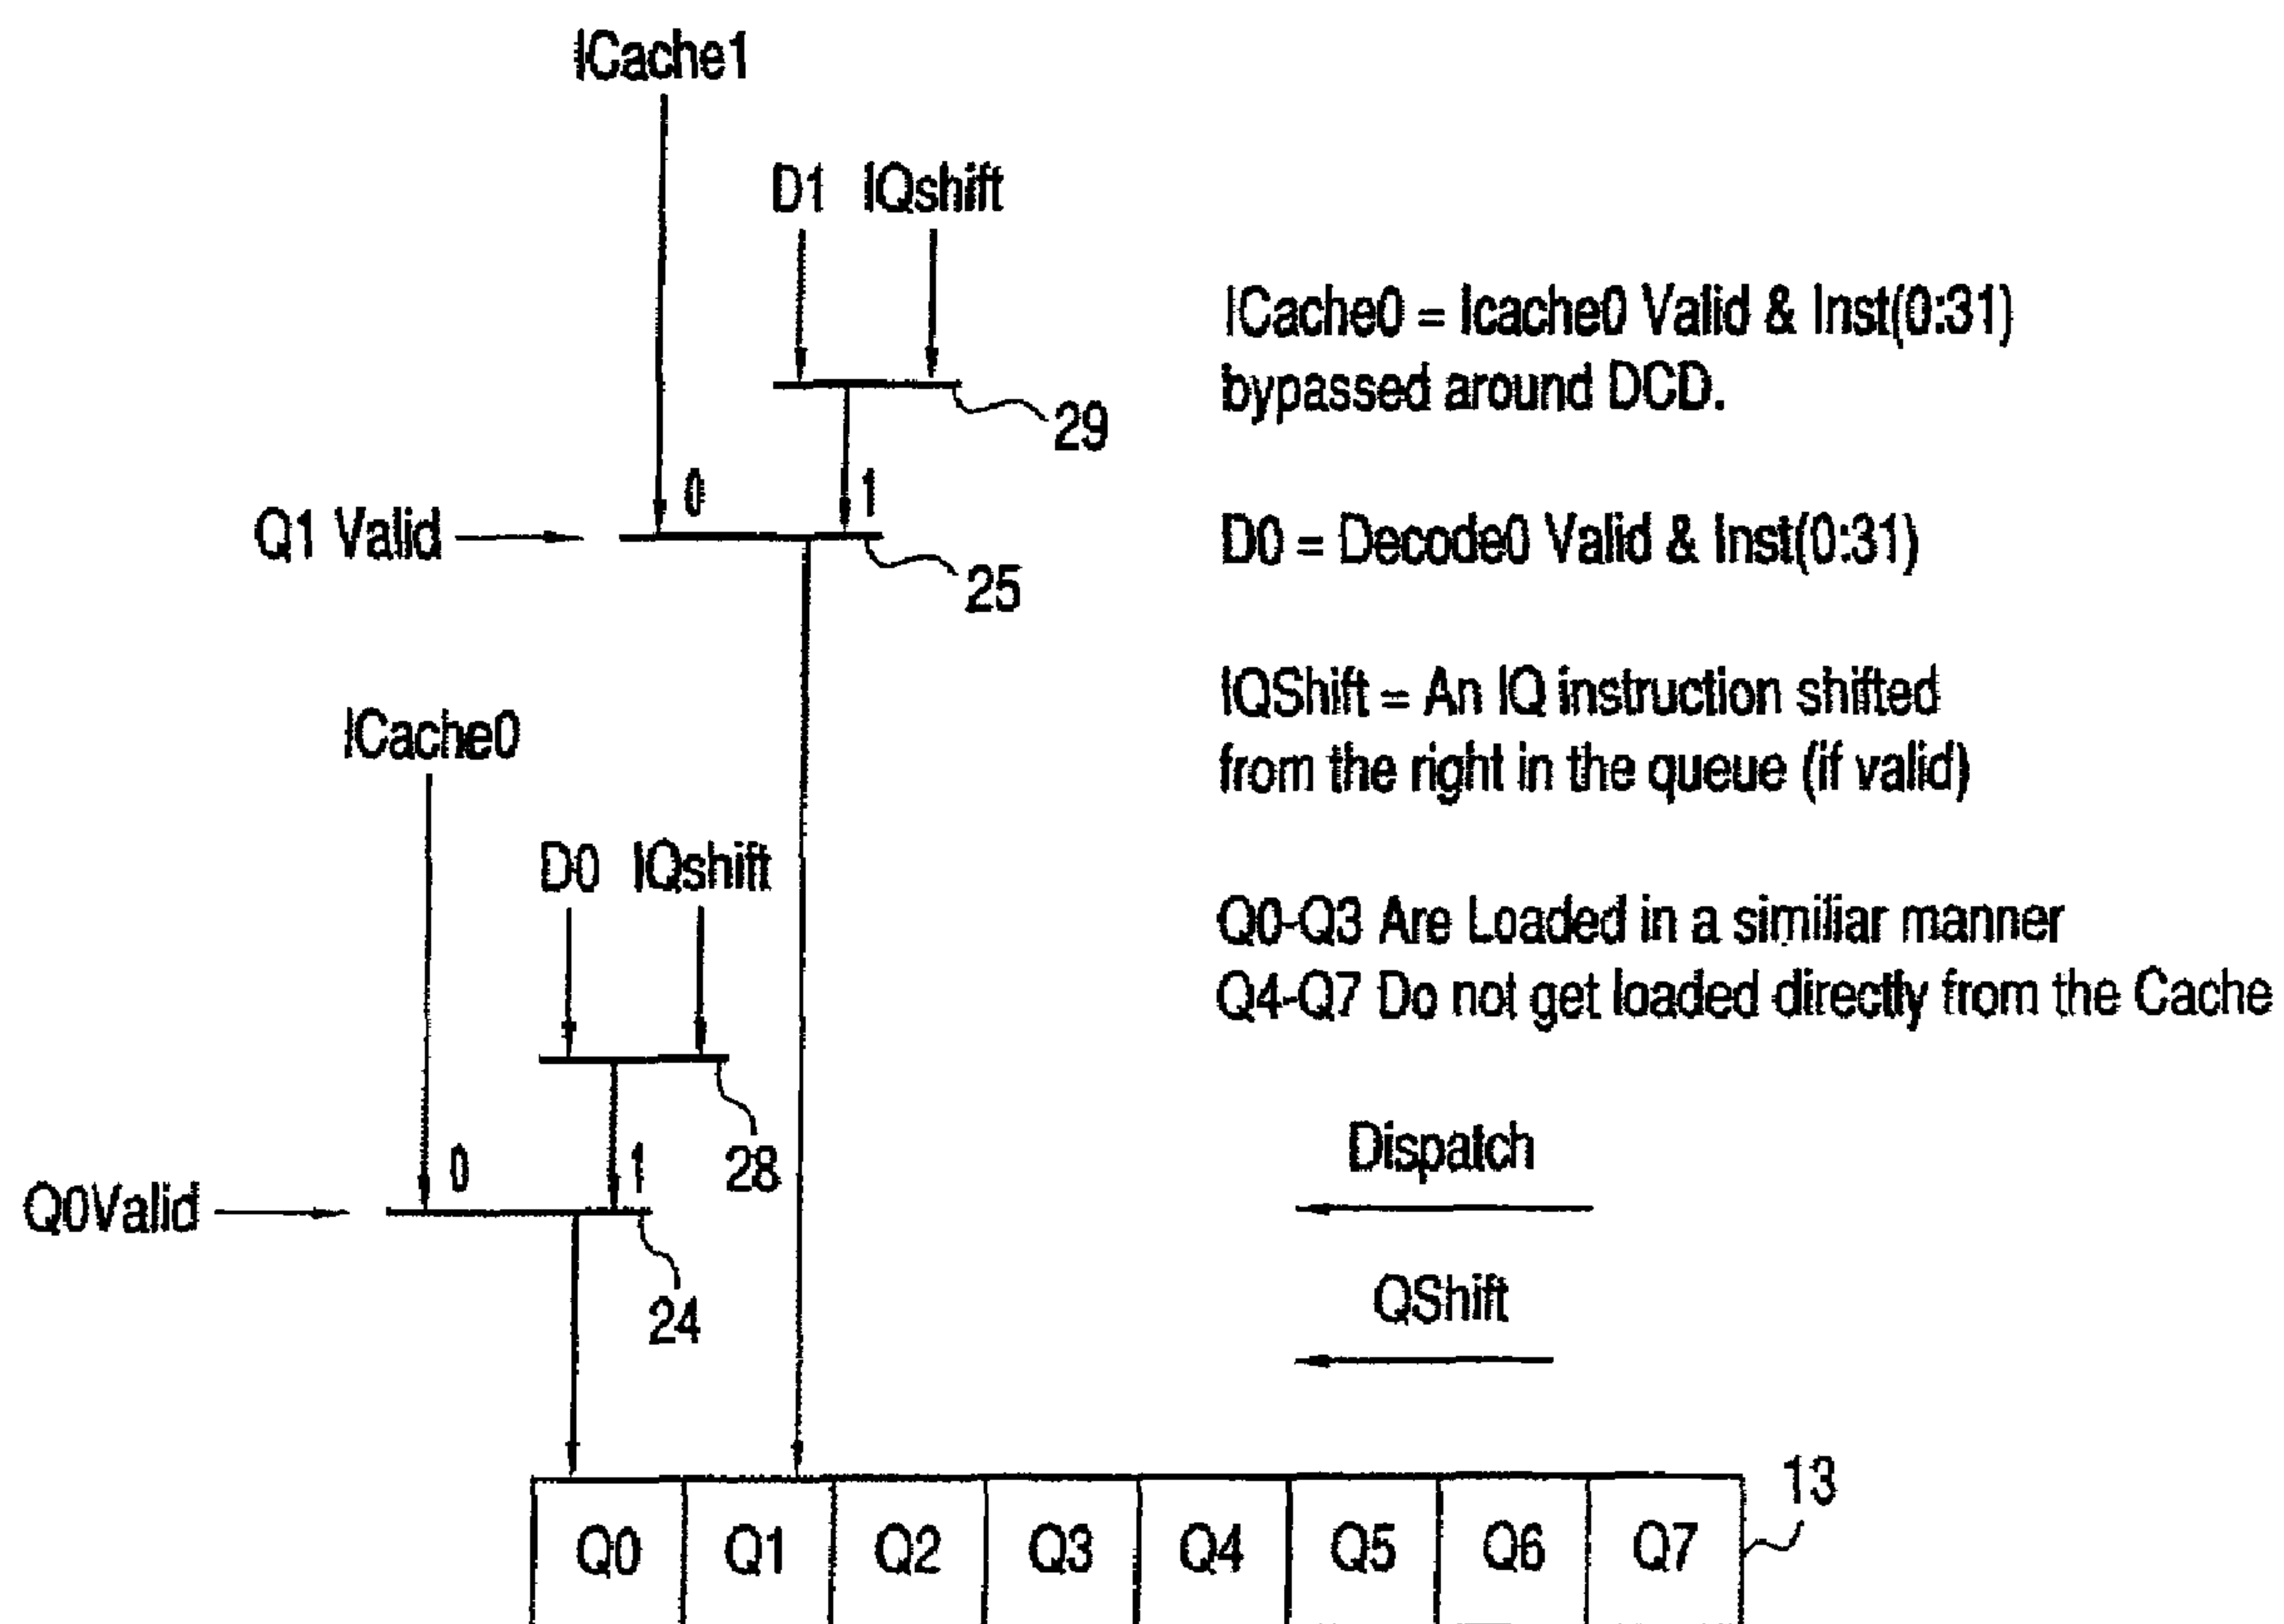 ICache1
D1 IQshift
ICache0 = Icache0 Valid & Inst(0:31)
bypassed around DCD.
29
0 1
Q1 Valid
25
D0 = Decode0 Valid & Inst(0:31)
IQShift = An IQ instruction shifted
from the right in the queue (if valid)
ICache0
D0 IQshift
Q0-Q3 Are Loaded in a similiar manner
Q4-Q7 Do not get loaded directly from the Cache
Dispatch
0 1
28
Q0Valid
24
QShift
13
Q0 Q1 Q2 Q3 Q4 Q5 Q6 Q7